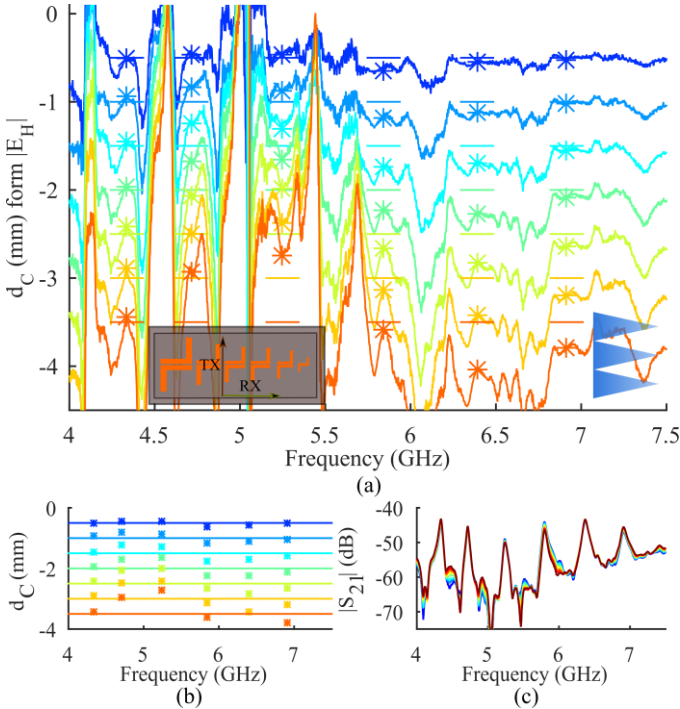 0
-1
-2
-3
-4
d_C (mm) form |E_H|
TX
RX
4 4.5 5 5.5 6 6.5 7 7.5
Frequency (GHz)
(a)
0
-2
-4
d_C (mm)
4 5 6 7
Frequency (GHz)
(b)
-40
-50
-60
-70
|S_21| (dB)
4 5 6 7
Frequency (GHz)
(c)